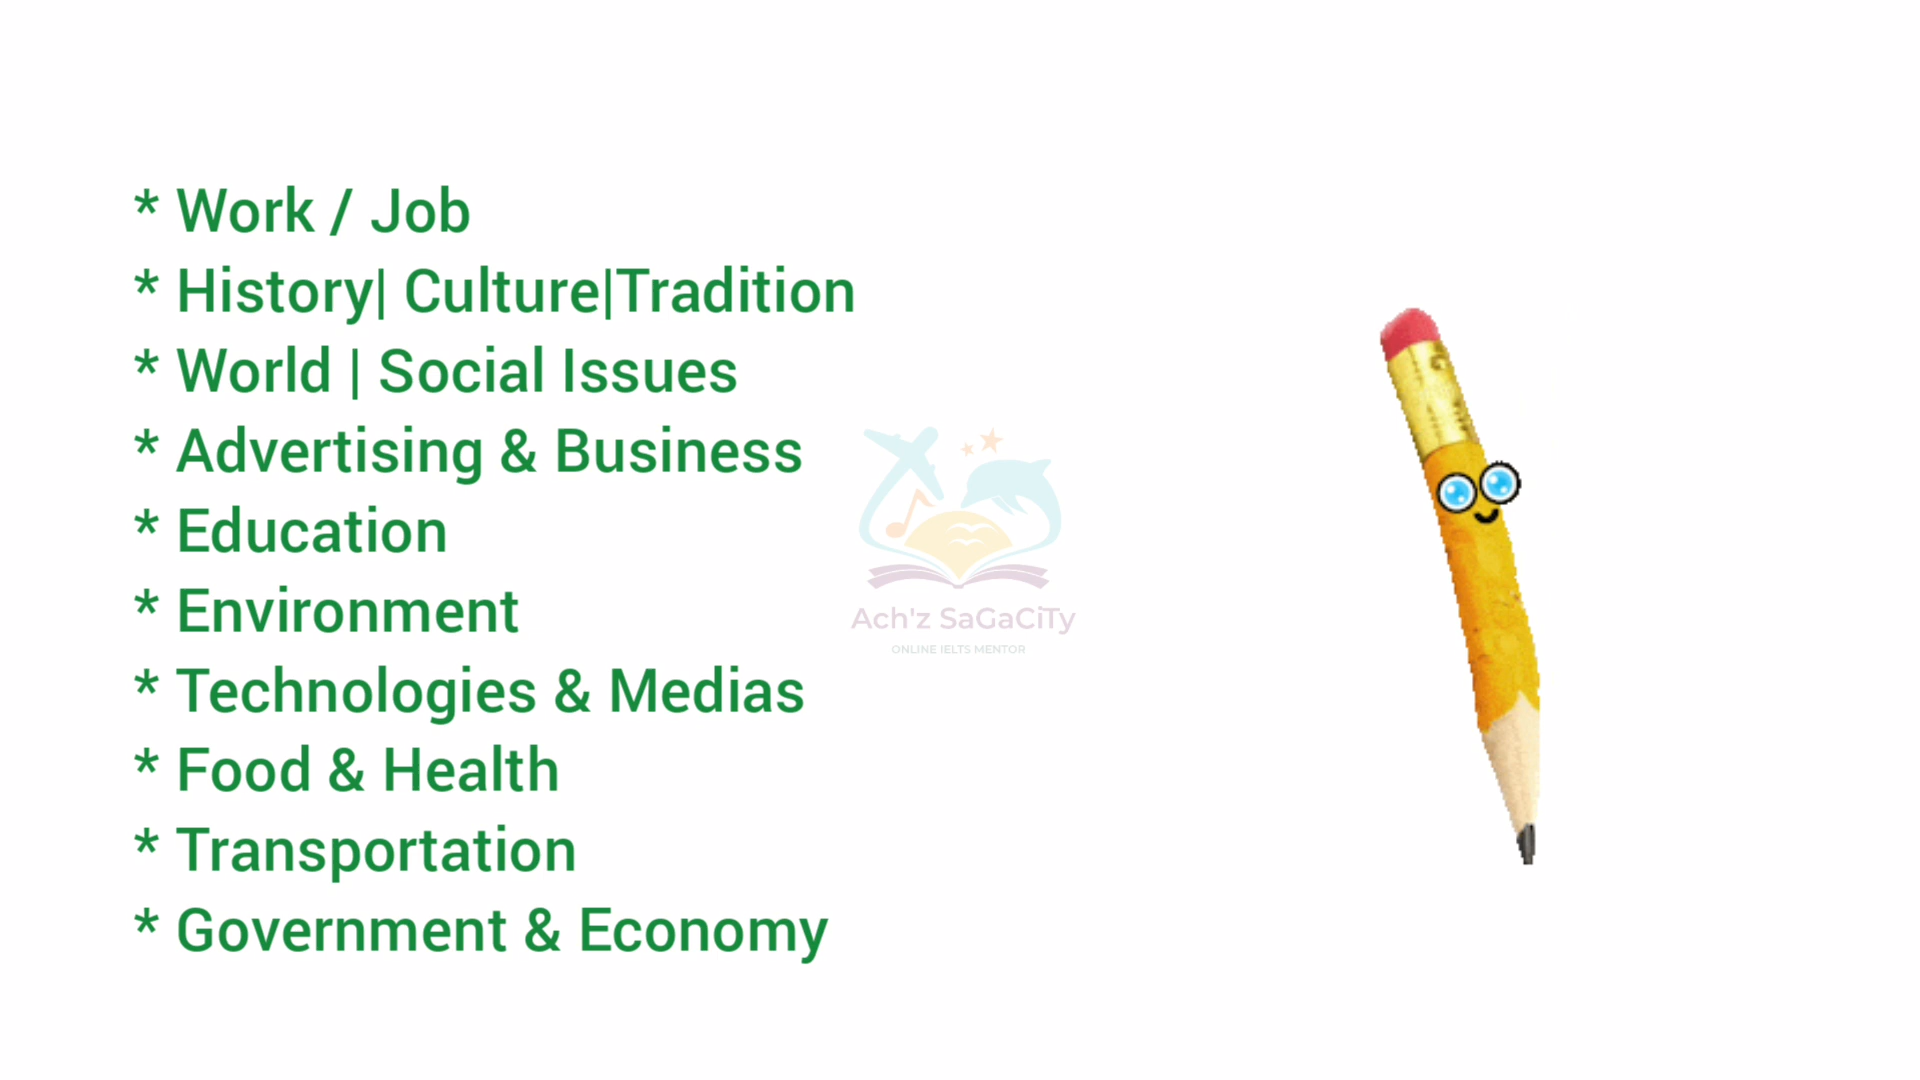 * Work / Job
* History| Culture|Tradition
* World | Social Issues
* Advertising & Business
* Education
* Environment
* Technologies & Medias
* Food & Health
* Transportation
* Government & Economy
Ach'z SaGaCiTy
ONLINE IELTS MENTOR